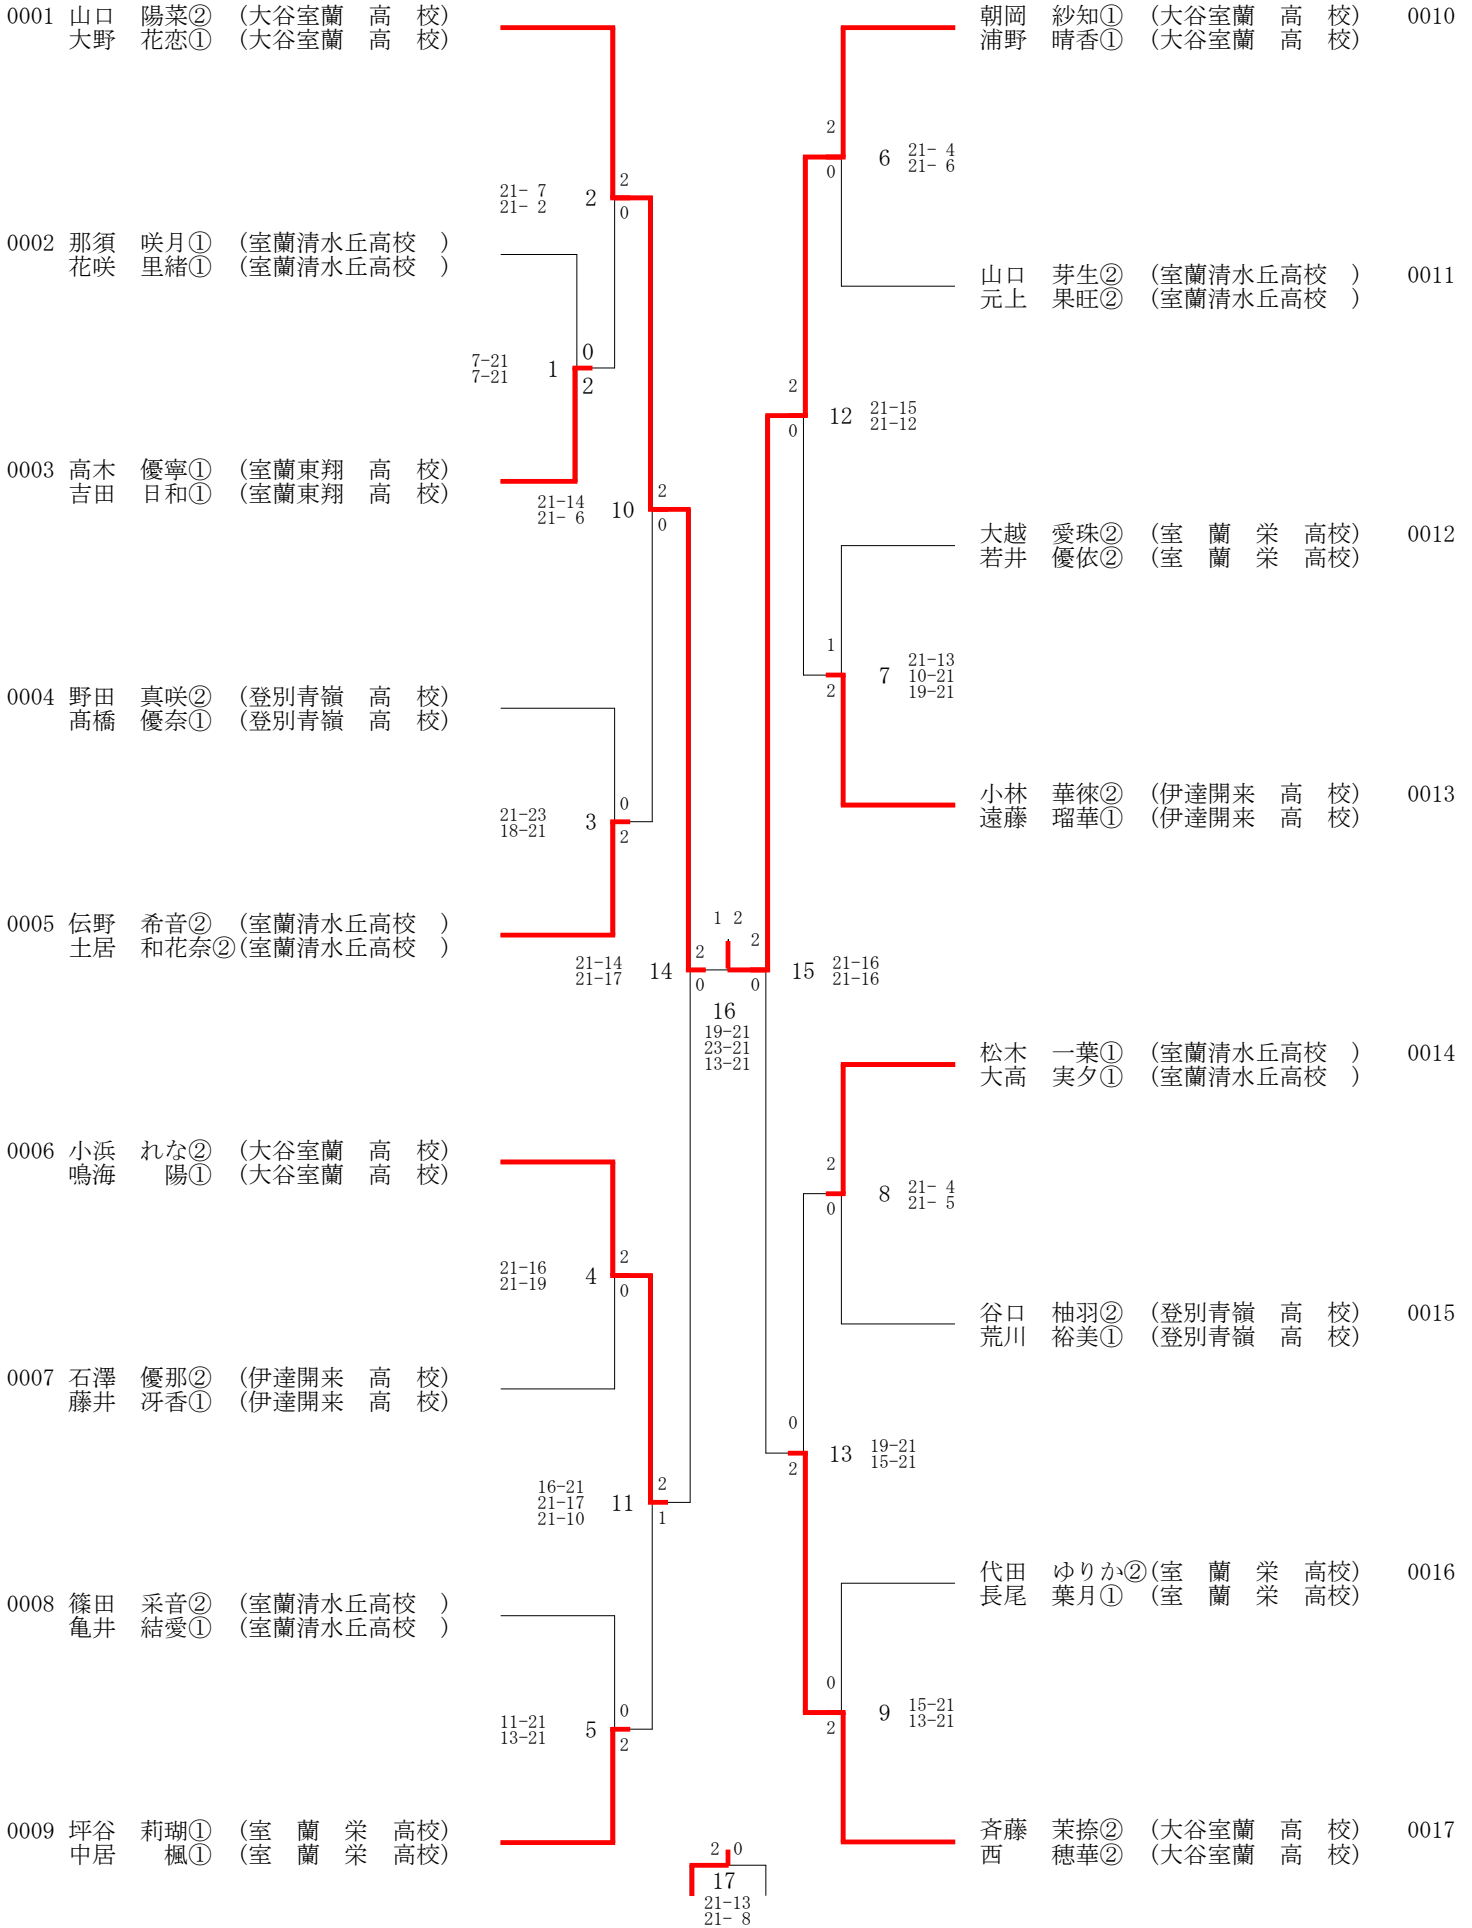 0001 山口　陽菜②　(大谷室蘭　高　校)
大野　花恋①　(大谷室蘭　高　校)
21- 7
21- 2
2
2
0
0002 那須　咲月①　(室蘭清水丘高校　)
花咲　里緒①　(室蘭清水丘高校　)
7-21
7-21
1
0
2
0003 高木　優寧①　(室蘭東翔　高　校)
吉田　日和①　(室蘭東翔　高　校)
21-14
21- 6
10
2
0
0004 野田　真咲②　(登別青嶺　高　校)
髙橋　優奈①　(登別青嶺　高　校)
21-23
18-21
3
0
2
0005 伝野　希音②　(室蘭清水丘高校　)
土居　和花奈②(室蘭清水丘高校　)
21-14
21-17
14
2
0
0006 小浜　れな②　(大谷室蘭　高　校)
鳴海　　陽①　(大谷室蘭　高　校)
21-16
21-19
4
2
0
0007 石澤　優那②　(伊達開来　高　校)
藤井　冴香①　(伊達開来　高　校)
16-21
21-17
21-10
11
2
1
0008 篠田　采音②　(室蘭清水丘高校　)
亀井　結愛①　(室蘭清水丘高校　)
11-21
13-21
5
0
2
0009 坪谷　莉瑚①　(室　蘭　栄　高校)
中居　　楓①　(室　蘭　栄　高校)
1 2
16
19-21
23-21
13-21
2 0
17
21-13
21- 8
朝岡　紗知①　(大谷室蘭　高　校)　0010
浦野　晴香①　(大谷室蘭　高　校)
2
0
6
21- 4
21- 6
山口　芽生②　(室蘭清水丘高校　)　0011
元上　果旺②　(室蘭清水丘高校　)
2
0
12
21-15
21-12
大越　愛珠②　(室　蘭　栄　高校)　0012
若井　優依②　(室　蘭　栄　高校)
1
2
7
21-13
10-21
19-21
小林　華徠②　(伊達開来　高　校)　0013
遠藤　瑠華①　(伊達開来　高　校)
2
0
15
21-16
21-16
松木　一葉①　(室蘭清水丘高校　)　0014
大高　実夕①　(室蘭清水丘高校　)
2
0
8
21- 4
21- 5
谷口　柚羽②　(登別青嶺　高　校)　0015
荒川　裕美①　(登別青嶺　高　校)
0
2
13
19-21
15-21
代田　ゆりか②(室　蘭　栄　高校)　0016
長尾　葉月①　(室　蘭　栄　高校)
0
2
9
15-21
13-21
斉藤　茉捺②　(大谷室蘭　高　校)　0017
西　　穂華②　(大谷室蘭　高　校)